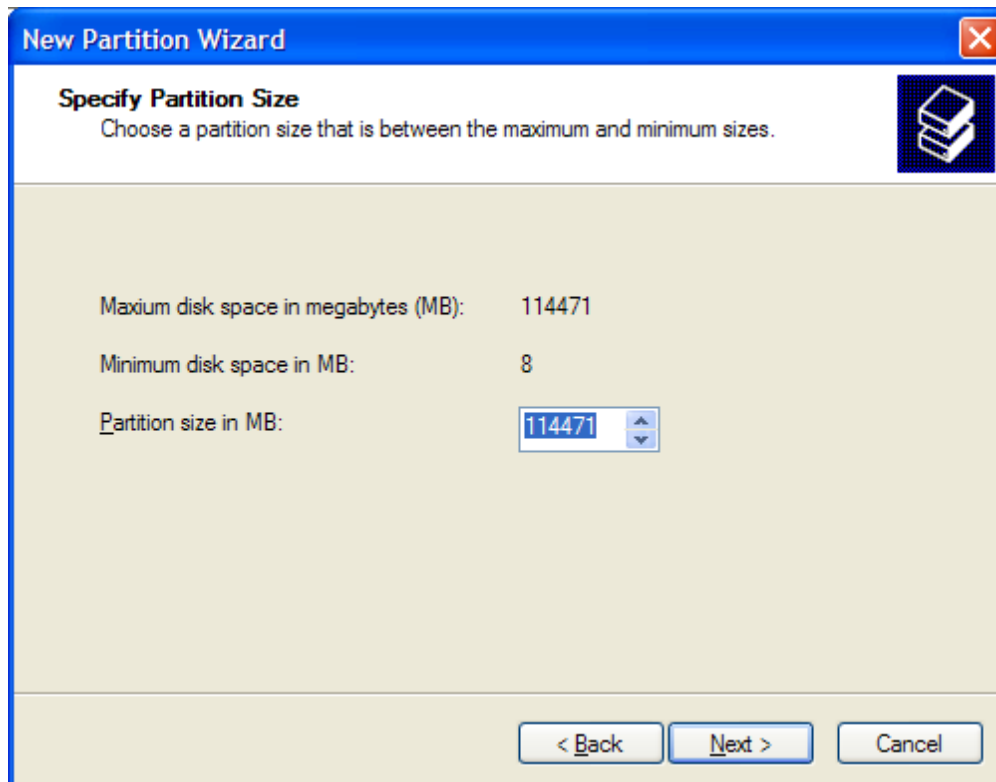 New Partition Wizard
Specify Partition Size
Choose a partition size that is between the maximum and minimum sizes.
Maxium disk space in megabytes (MB): 114471
Minimum disk space in MB: 8
Partition size in MB: 114471
< Back Next > Cancel